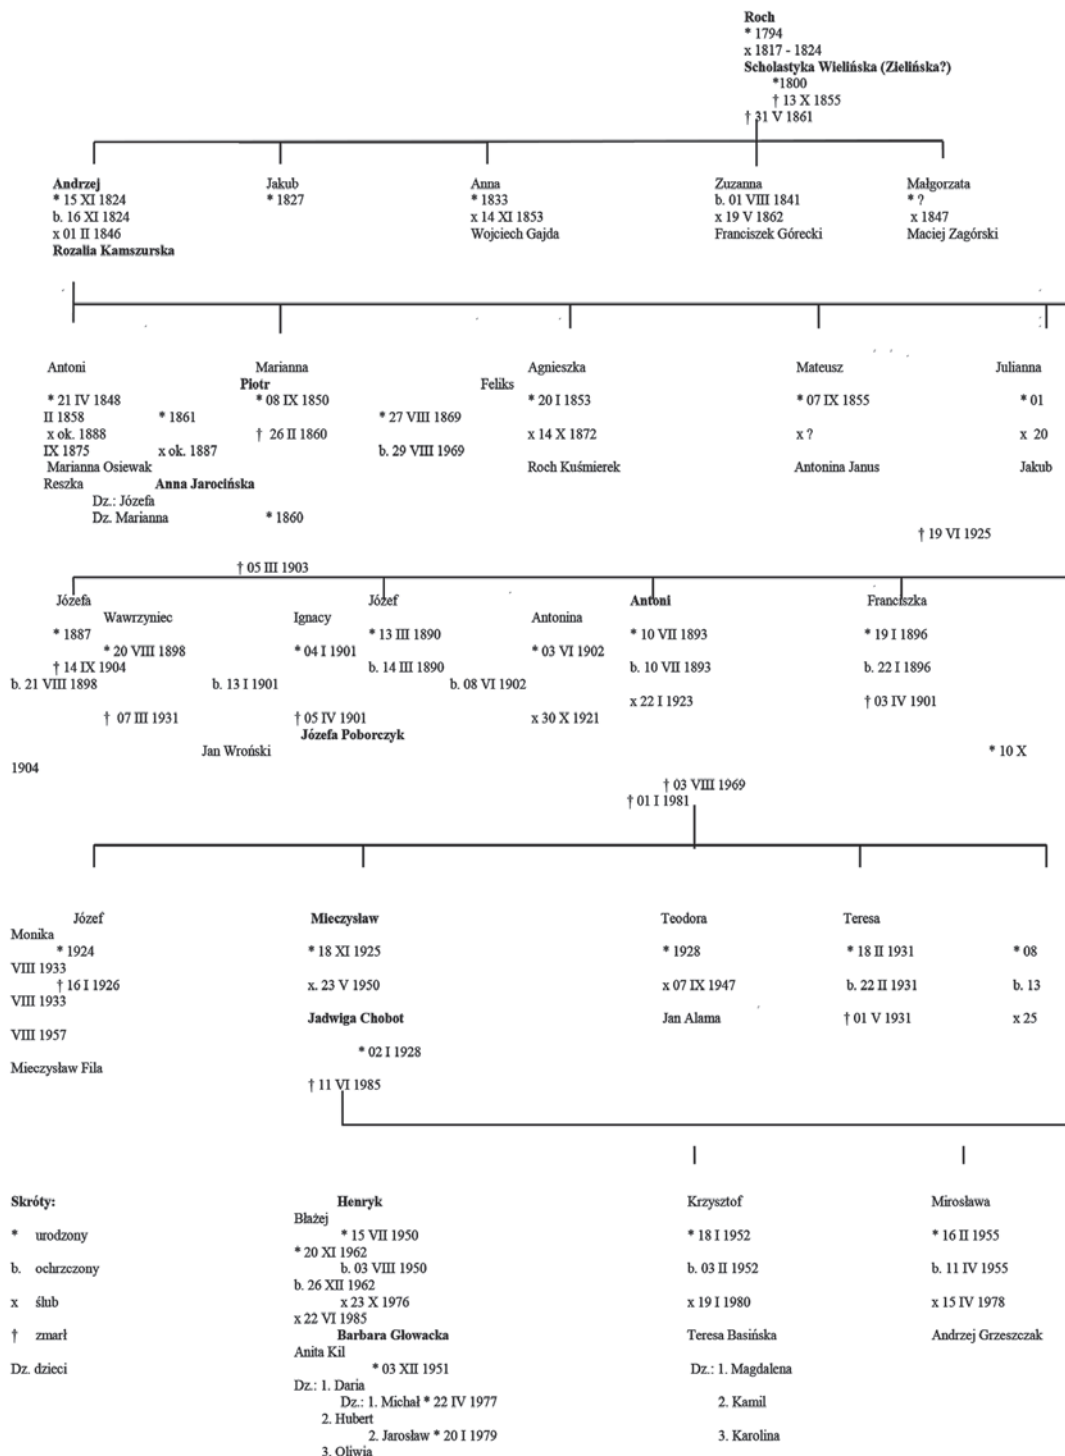 Roch
* 1794
x 1817 - 1824
Scholastyka Wielińska (Zielińska?)
*1800
† 13 X 1855
† 31 V 1861
Andrzej Jakub Anna Zuzanna Małgorzata
* 15 XI 1824 * 1827 * 1833 b. 01 VIII 1841 * ?
b. 16 XI 1824 x 14 XI 1853 x 19 V 1862 x 1847
x 01 II 1846 Wojciech Gajda Franciszek Górecki Maciej Zagórski
Rozalia Kamszurska
Antoni Marianna Agnieszka Mateusz Julianna
Piotr Feliks
* 21 IV 1848 * 08 IX 1850 * 20 I 1853 * 07 IX 1855 * 01
II 1858 * 1861 * 27 VIII 1869
x ok. 1888 † 26 II 1860 x 14 X 1872 x ? x 20
IX 1875 x ok. 1887 b. 29 VIII 1969
Marianna Osiewak Roch Kuśmierek Antonina Janus Jakub
Reszka Anna Jarocińska
Dz.: Józefa
Dz. Marianna * 1860
† 19 VI 1925
† 05 III 1903
Józefa Józef Antoni Franciszka
Wawrzyniec Ignacy Antonina
* 1887 * 13 III 1890 * 10 VII 1893 * 19 I 1896
* 20 VIII 1898 * 04 I 1901 * 03 VI 1902
† 14 IX 1904 b. 14 III 1890 b. 10 VII 1893 b. 22 I 1896
b. 21 VIII 1898 b. 13 I 1901 b. 08 VI 1902
x 22 I 1923 † 03 IV 1901
† 07 III 1931 † 05 IV 1901 x 30 X 1921
Józefa Poborczyk
Jan Wroński * 10 X
1904
† 03 VIII 1969
† 01 I 1981
Józef Mieczysław Teodora Teresa
Monika
* 1924 * 18 XI 1925 * 1928 * 18 II 1931 * 08
VIII 1933
† 16 I 1926 x. 23 V 1950 x 07 IX 1947 b. 22 II 1931 b. 13
VIII 1933
Jadwiga Chobot Jan Alama † 01 V 1931 x 25
VIII 1957
* 02 I 1928
Mieczysław Fila
† 11 VI 1985
Skróty: Henryk Krzysztof Mirosława
Błażej
* urodzony * 15 VII 1950 * 18 I 1952 * 16 II 1955
* 20 XI 1962
b. ochrzczony b. 03 VIII 1950 b. 03 II 1952 b. 11 IV 1955
b. 26 XII 1962
x ślub x 23 X 1976 x 19 I 1980 x 15 IV 1978
x 22 VI 1985
† zmarł Barbara Głowacka Teresa Basińska Andrzej Grzeszczak
Anita Kil
Dz. dzieci * 03 XII 1951 Dz.: 1. Magdalena
Dz.: 1. Daria
Dz.: 1. Michał * 22 IV 1977 2. Kamil
2. Hubert
2. Jarosław * 20 I 1979 3. Karolina
3. Oliwia